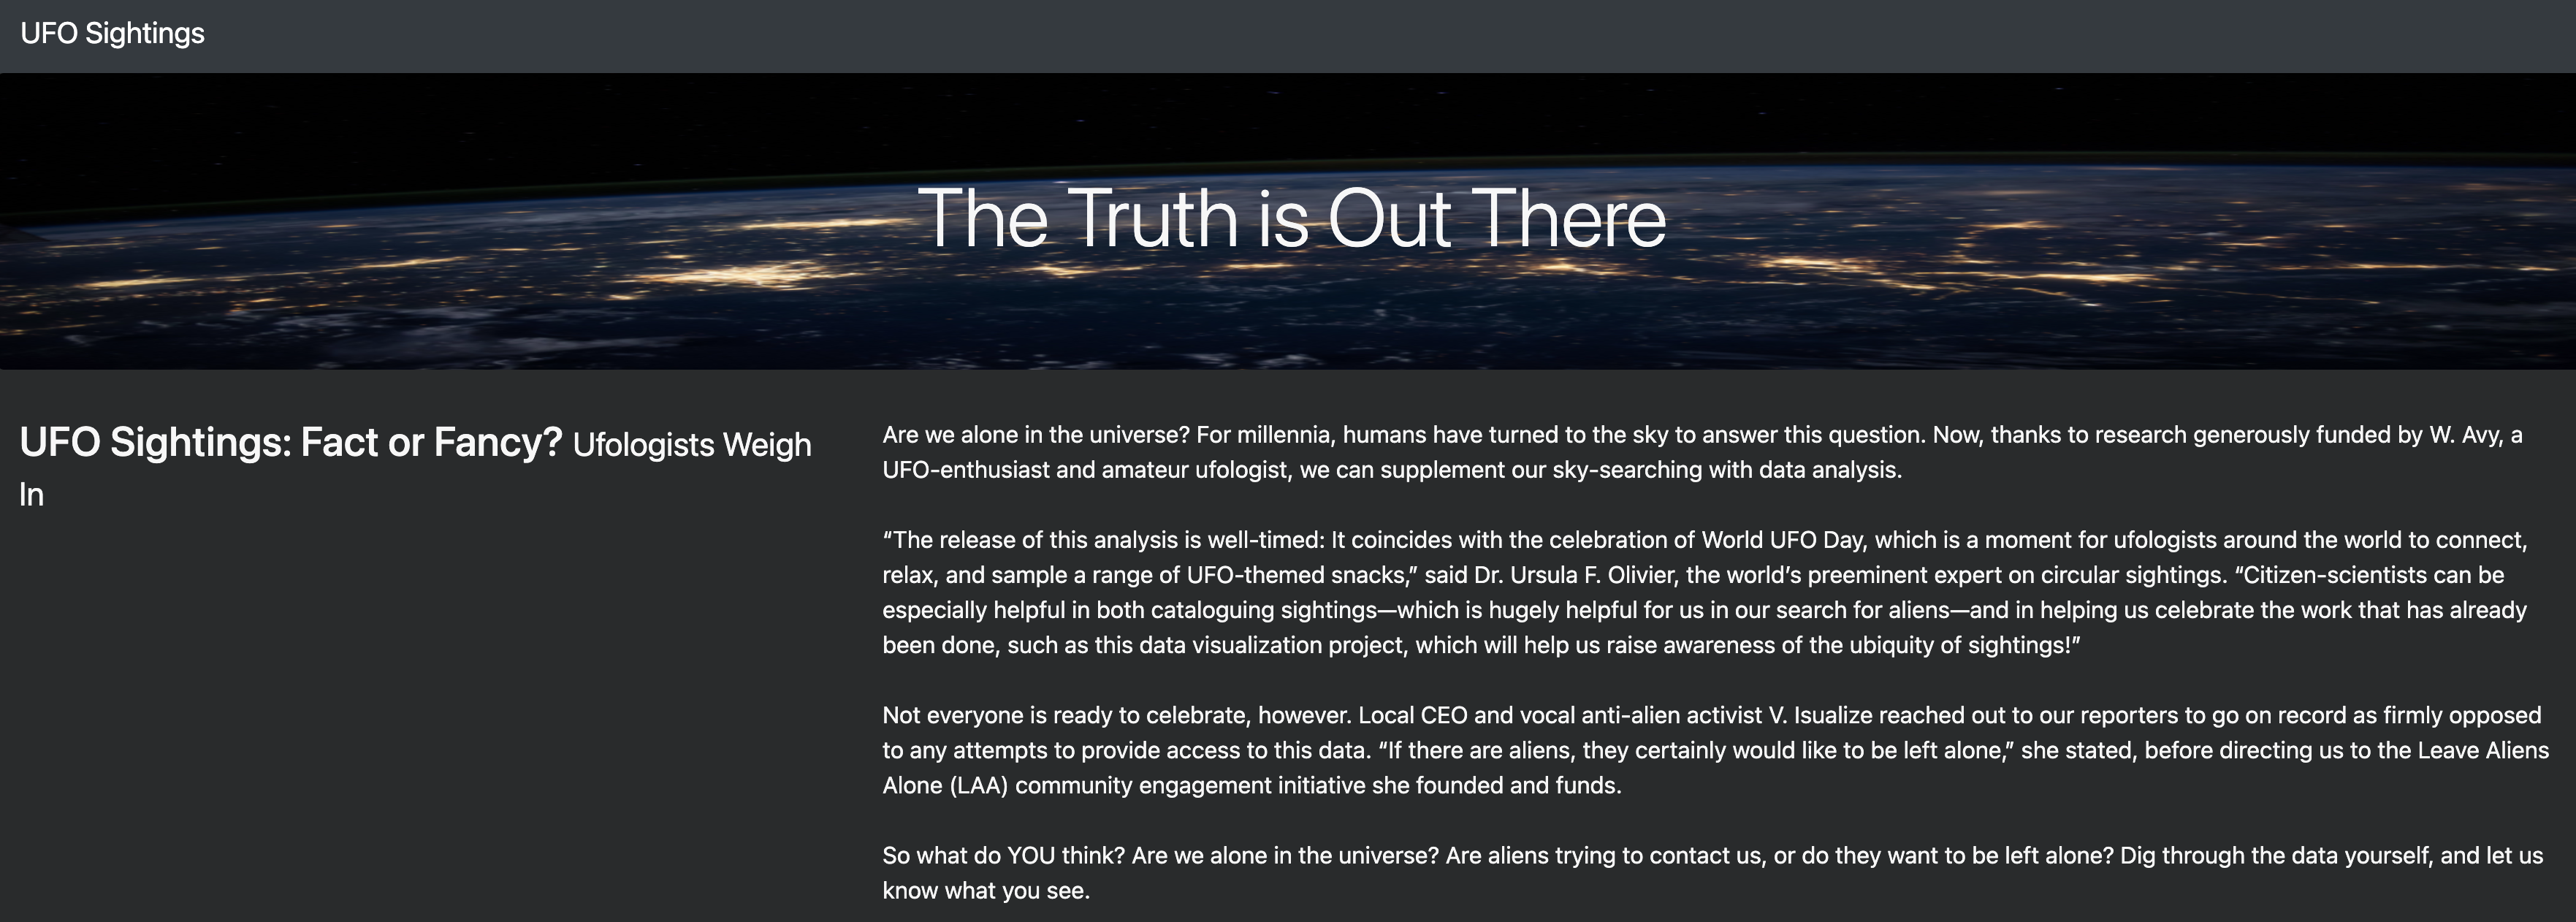 UFO Sightings
The Truth is Out There
UFO Sightings: Fact or Fancy? Ufologists Weigh
In
Are we alone in the universe? For millennia, humans have turned to the sky to answer this question. Now, thanks to research generously funded by W. Avy, a
UFO-enthusiast and amateur ufologist, we can supplement our sky-searching with data analysis.
“The release of this analysis is well-timed: It coincides with the celebration of World UFO Day, which is a moment for ufologists around the world to connect,
relax, and sample a range of UFO-themed snacks,” said Dr. Ursula F. Olivier, the world’s preeminent expert on circular sightings. “Citizen-scientists can be
especially helpful in both cataloguing sightings—which is hugely helpful for us in our search for aliens—and in helping us celebrate the work that has already
been done, such as this data visualization project, which will help us raise awareness of the ubiquity of sightings!”
Not everyone is ready to celebrate, however. Local CEO and vocal anti-alien activist V. Isualize reached out to our reporters to go on record as firmly opposed
to any attempts to provide access to this data. “If there are aliens, they certainly would like to be left alone,” she stated, before directing us to the Leave Aliens
Alone (LAA) community engagement initiative she founded and funds.
So what do YOU think? Are we alone in the universe? Are aliens trying to contact us, or do they want to be left alone? Dig through the data yourself, and let us
know what you see.